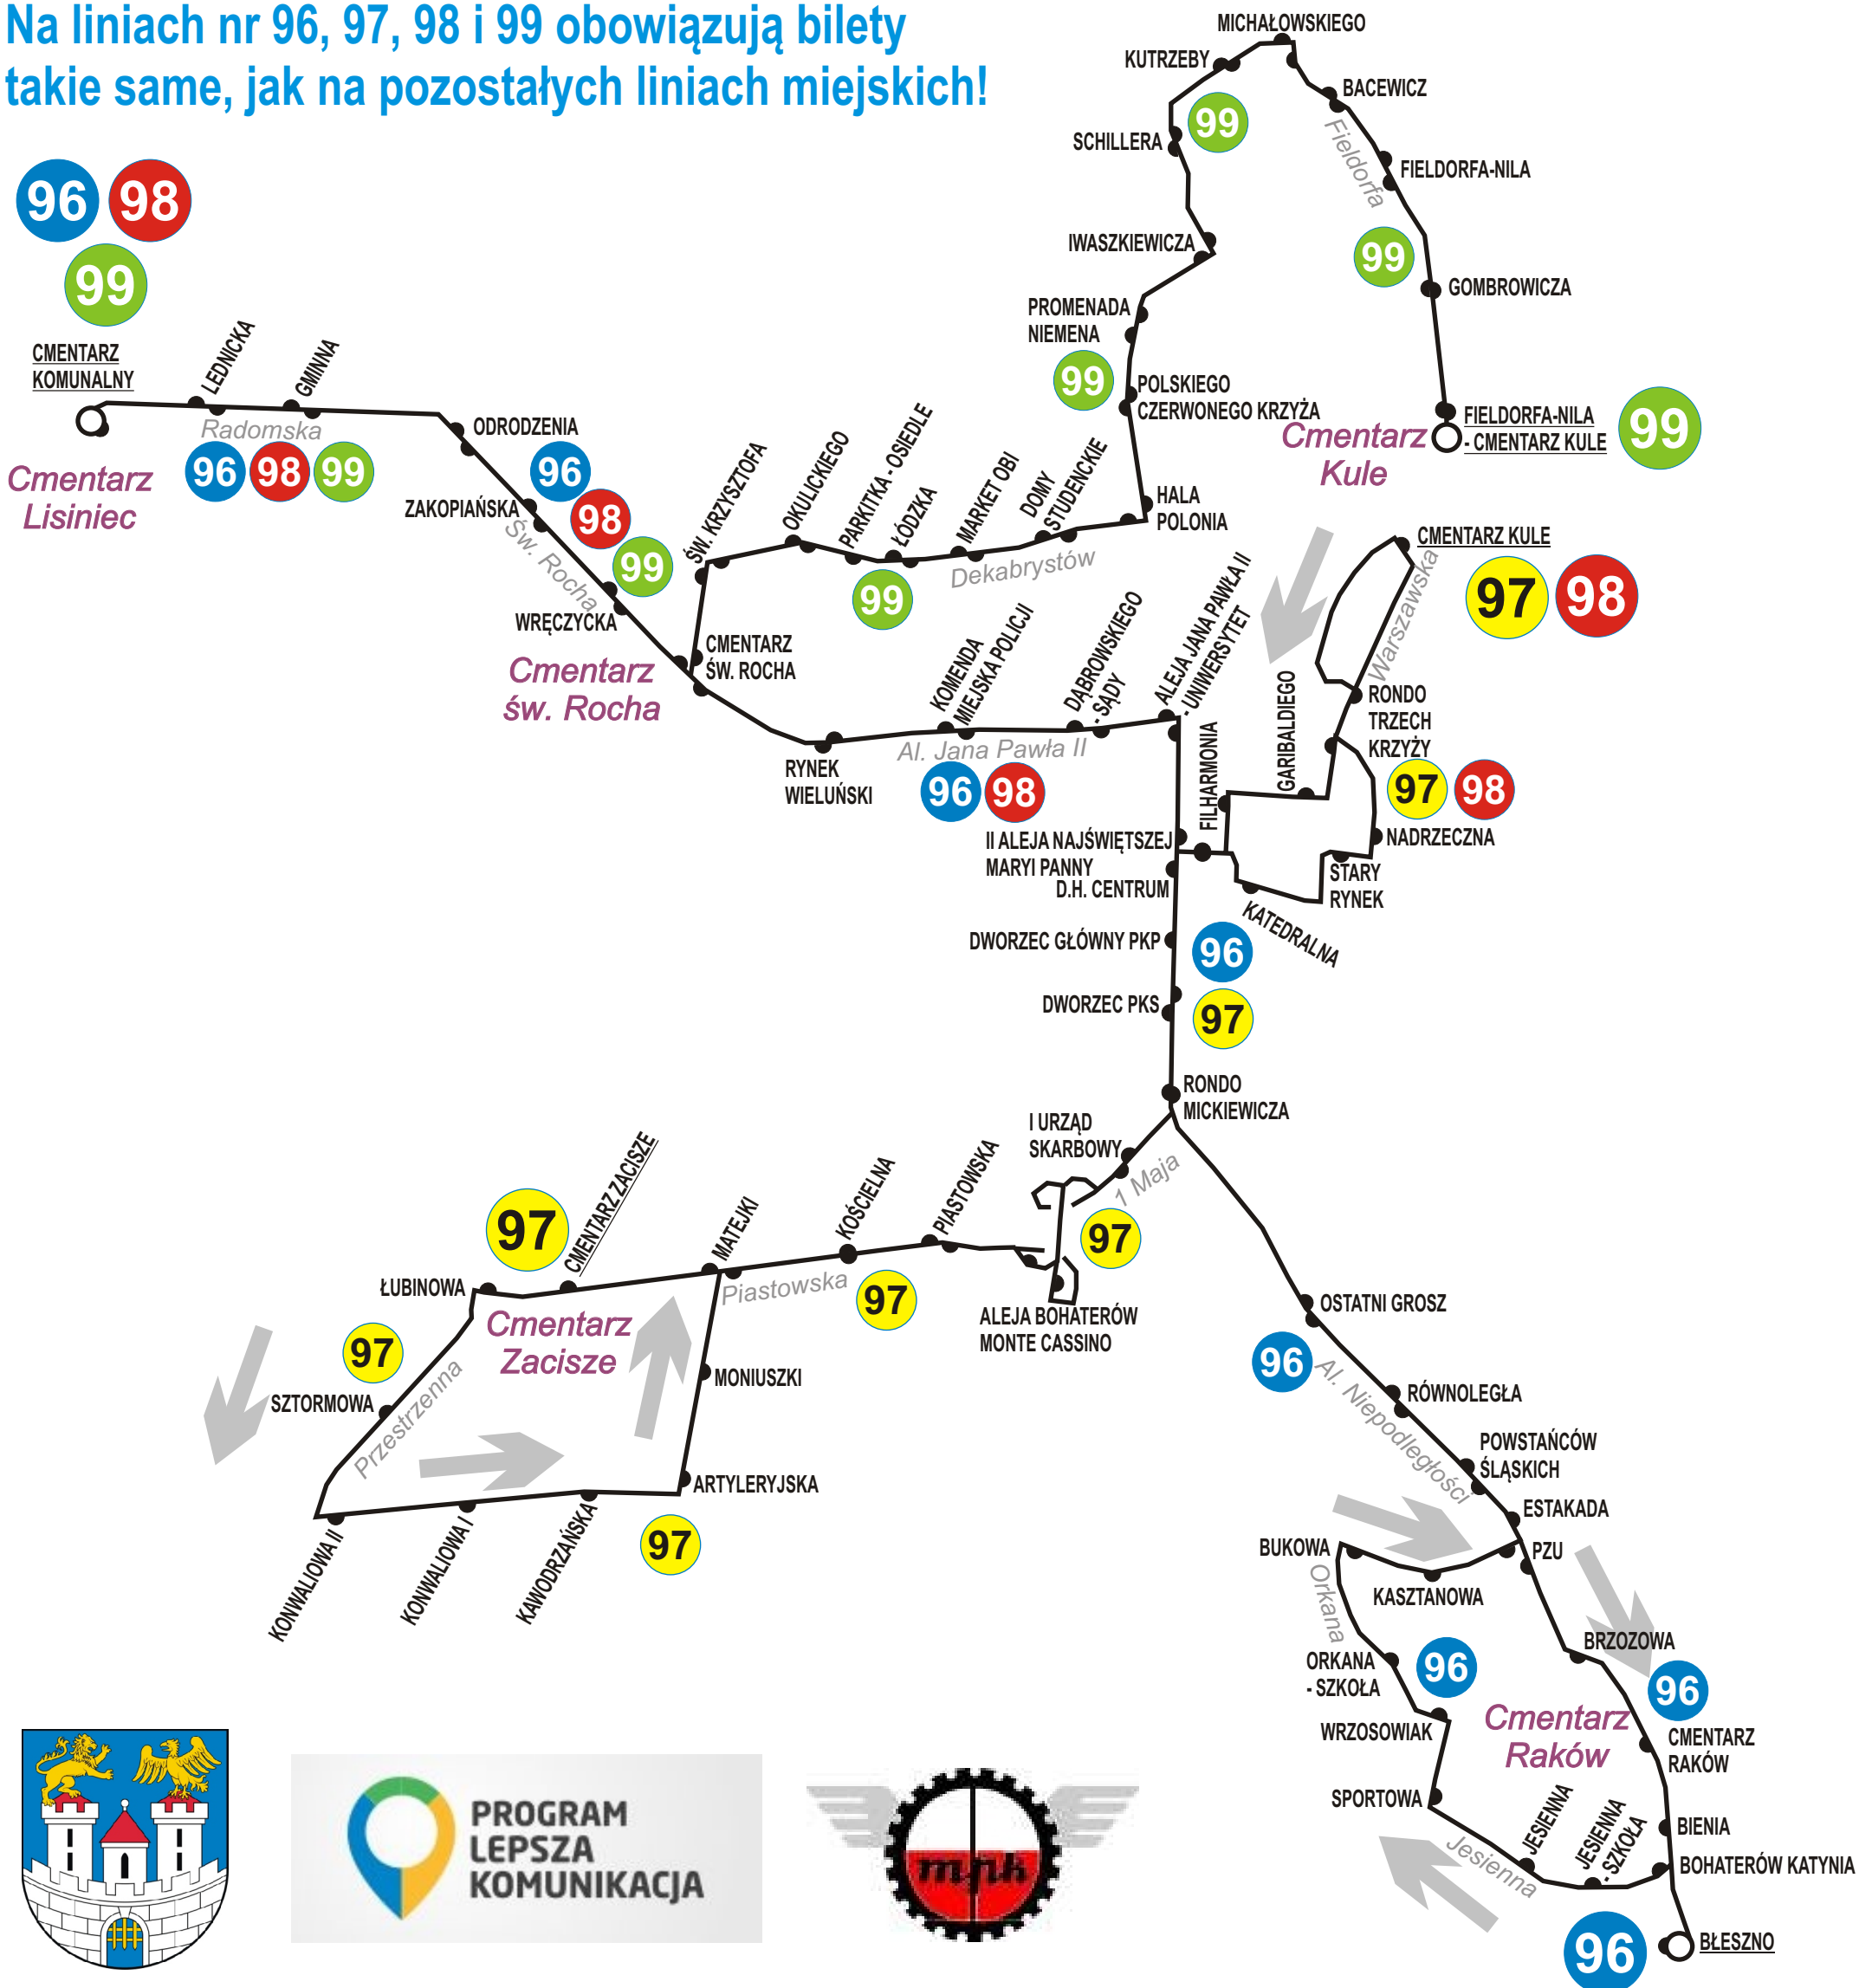 Na liniach nr 96, 97, 98 i 99 obowiązują bilety
takie same, jak na pozostałych liniach miejskich!
MICHAŁOWSKIEGO
KUTRZEBY
BACEWICZ
99
SCHILLERA
Fieldorfa
FIELDORFA-NILA
96
98
99
IWASZKIEWICZA
99
GOMBROWICZA
PROMENADA
NIEMENA
99
POLSKIEGO
CZERWONEGO KRZYŻA
CMENTARZ
KOMUNALNY
LEDNICKA
GMINNA
Radomska
96
98
99
Cmentarz
Lisiniec
ODRODZENIA
96
ZAKOPIAŃSKA
98
Św. Rocha
99
WRĘCZYCKA
FIELDORFA-NILA
- CMENTARZ KULE
99
Cmentarz
Kule
ŚW. KRZYSZTOFA
OKULICKIEGO
PARKITKA - OSIEDLE
ŁÓDZKA
MARKET OBI
DOMY
STUDENCKIE
HALA
POLONIA
Dekabrystów
99
CMENTARZ KULE
97
98
Warszawska
CMENTARZ
ŚW. ROCHA
Cmentarz
św. Rocha
KOMENDA
MIEJSKA POLICJI
DĄBROWSKIEGO
- SĄDY
ALEJA JANA PAWŁA II
- UNIWERSYTET
RYNEK
WIELUŃSKI
Al. Jana Pawła II
96
98
FILHARMONIA
GARIBALDIEGO
RONDO
TRZECH
KRZYŻY
97
98
NADRZECZNA
STARY
RYNEK
KATEDRALNA
II ALEJA NAJŚWIĘTSZEJ
MARYI PANNY
D.H. CENTRUM
DWORZEC GŁÓWNY PKP
96
DWORZEC PKS
97
RONDO
MICKIEWICZA
I URZĄD
SKARBOWY
1 Maja
97
ALEJA BOHATERÓW
MONTE CASSINO
PIASTOWSKA
KOŚCIELNA
Piastowska
97
MATEJKI
CMENTARZ ZACISZE
97
ŁUBINOWA
Cmentarz
Zacisze
97
SZTORMOWA
Przestrzenna
MONIUSZKI
ARTYLERYJSKA
97
KONWALIOWA II
KONWALIOWA I
KAWODRZAŃSKA
OSTATNI GROSZ
96
Al. Niepodległości
RÓWNOLEGŁA
POWSTAŃCÓW
ŚLĄSKICH
ESTAKADA
PZU
BUKOWA
KASZTANOWA
Orkana
BRZOZOWA
96
ORKANA
- SZKOŁA
96
WRZOSOWIAK
Cmentarz
Raków
CMENTARZ
RAKÓW
SPORTOWA
JESIENNA
JESIENNA
- SZKOŁA
Jesienna
BIENIA
BOHATERÓW KATYNIA
96
BŁESZNO
PROGRAM
LEPSZA
KOMUNIKACJA
mpk